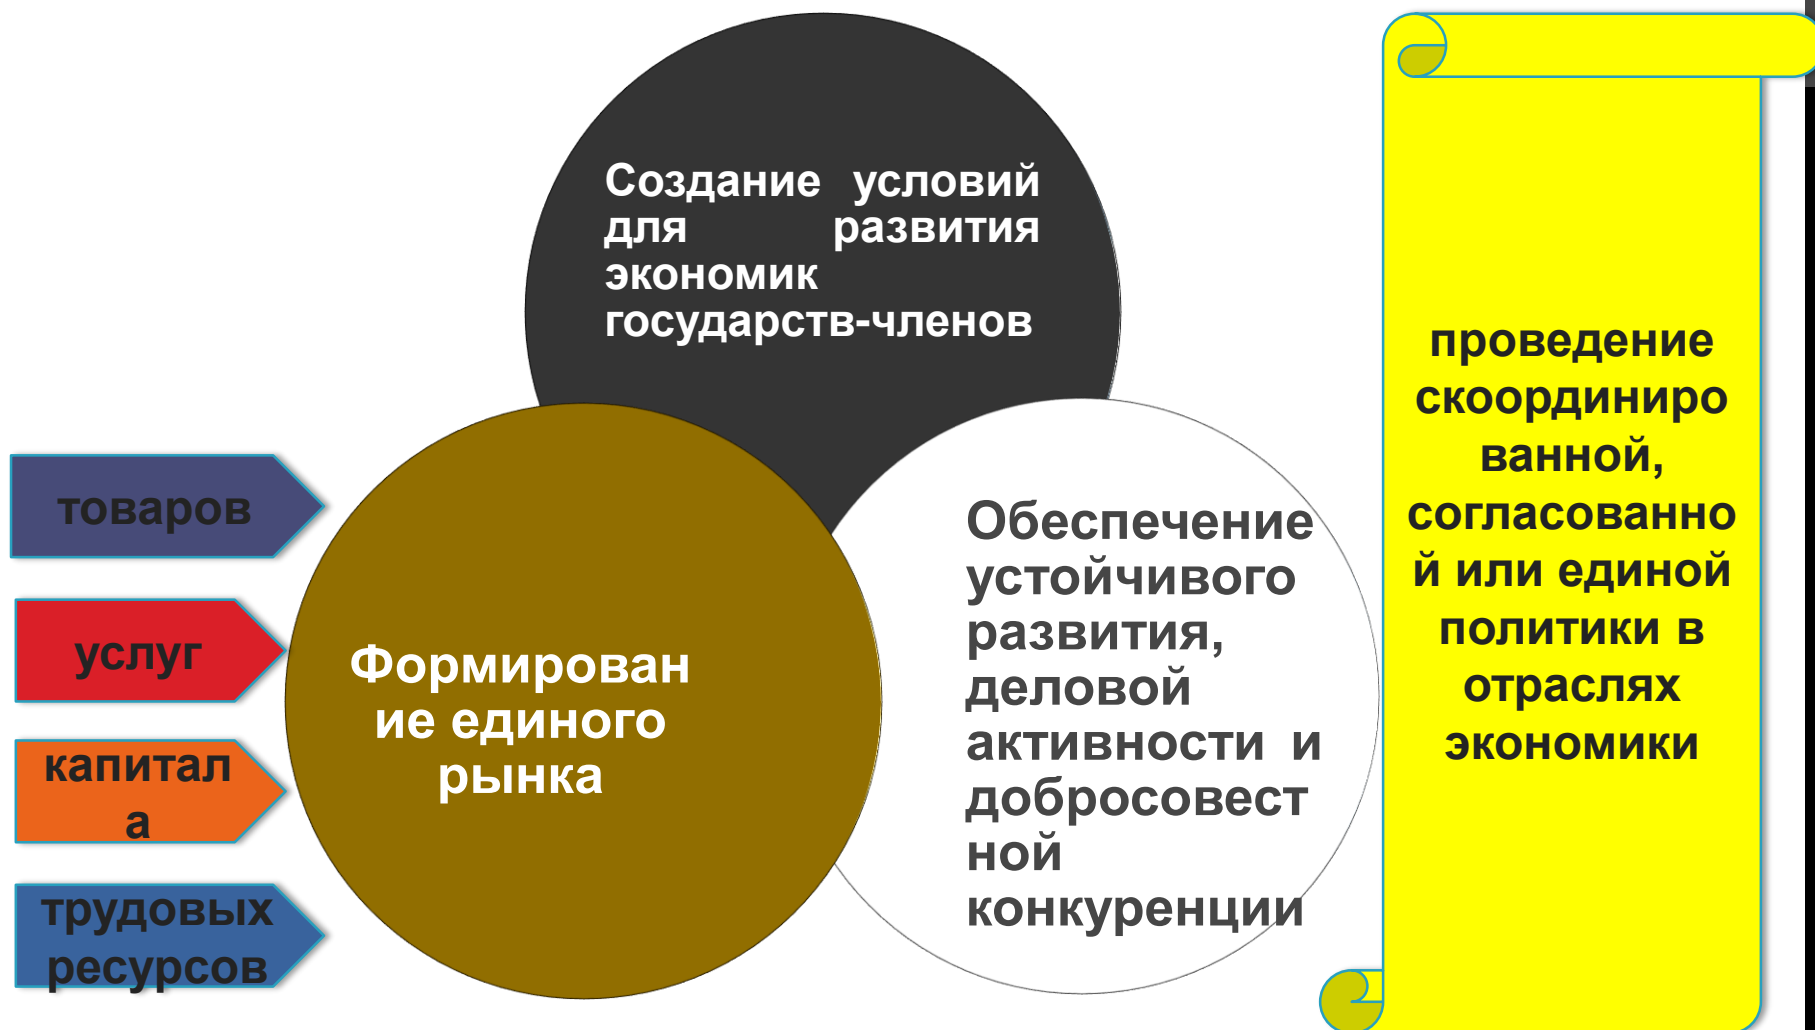 Создание условий
для развития
экономик
государств-членов
товаров
услуг
капитал
а
трудовых
ресурсов
Формирован
ие единого
рынка
Обеспечение
устойчивого
развития,
деловой
активности и
добросовест
ной
конкуренции
проведение
скоординиро
ванной,
согласованно
й или единой
политики в
отраслях
экономики